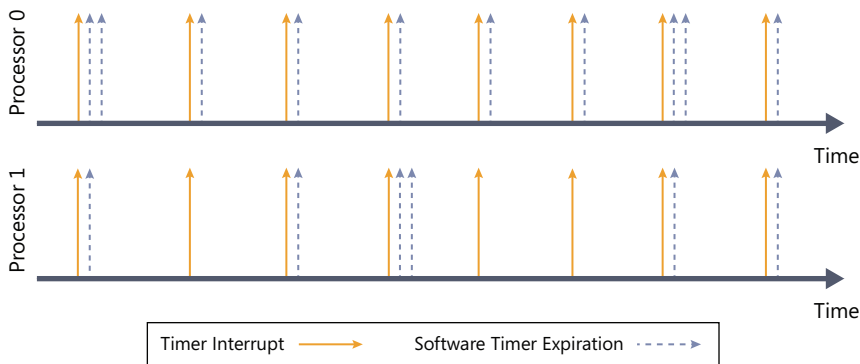 Processor 0
Time
Processor 1
Time
Timer Interrupt
Software Timer Expiration